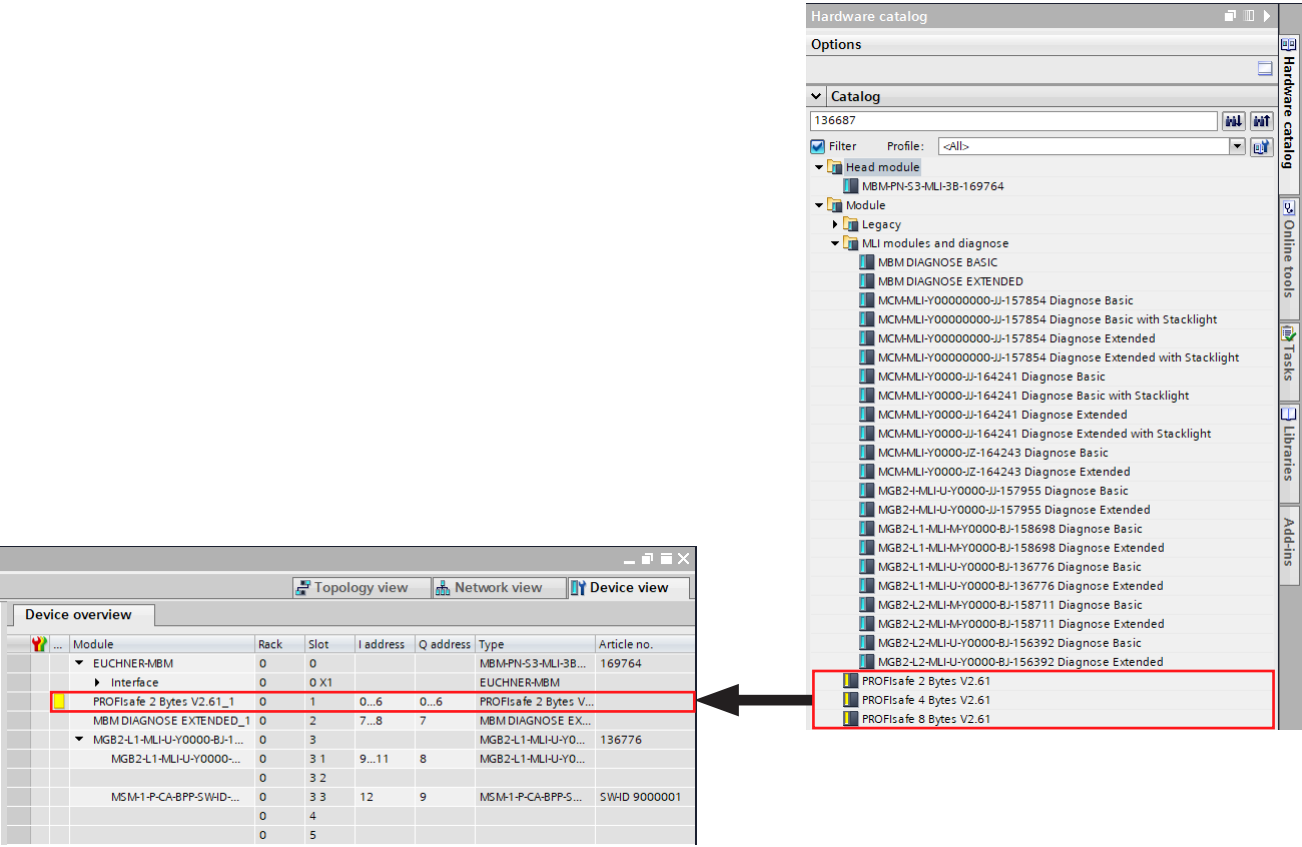 Hardware catalog
Options
Catalog
136687
Filter Profile: <All>
Head module
MBM-PN-S3-MLI-3B-169764
Module
Legacy
MLI modules and diagnose
MBM DIAGNOSE BASIC
MBM DIAGNOSE EXTENDED
MCM-MLI-Y00000000-JJ-157854 Diagnose Basic
MCM-MLI-Y00000000-JJ-157854 Diagnose Basic with Stacklight
MCM-MLI-Y00000000-JJ-157854 Diagnose Extended
MCM-MLI-Y00000000-JJ-157854 Diagnose Extended with Stacklight
MCM-MLI-Y0000-JJ-164241 Diagnose Basic
MCM-MLI-Y0000-JJ-164241 Diagnose Basic with Stacklight
MCM-MLI-Y0000-JJ-164241 Diagnose Extended
MCM-MLI-Y0000-JJ-164241 Diagnose Extended with Stacklight
MCM-MLI-Y0000-JZ-164243 Diagnose Basic
MCM-MLI-Y0000-JZ-164243 Diagnose Extended
MGB2-I-MLI-U-Y0000-JJ-157955 Diagnose Basic
MGB2-I-MLI-U-Y0000-JJ-157955 Diagnose Extended
MGB2-L1-MLI-M-Y0000-BJ-158698 Diagnose Basic
MGB2-L1-MLI-M-Y0000-BJ-158698 Diagnose Extended
MGB2-L1-MLI-U-Y0000-BJ-136776 Diagnose Basic
MGB2-L1-MLI-U-Y0000-BJ-136776 Diagnose Extended
MGB2-L2-MLI-M-Y0000-BJ-158711 Diagnose Basic
MGB2-L2-MLI-M-Y0000-BJ-158711 Diagnose Extended
MGB2-L2-MLI-U-Y0000-BJ-156392 Diagnose Basic
MGB2-L2-MLI-U-Y0000-BJ-156392 Diagnose Extended
PROFIsafe 2 Bytes V2.61
PROFIsafe 4 Bytes V2.61
PROFIsafe 8 Bytes V2.61
Hardware catalog
Online tools
Tasks
Libraries
Add-ins
Topology view Network view Device view
Device overview
... Module Rack Slot I address Q address Type Article no.
EUCHNER-MBM 0 0 MBM-PN-S3-MLI-3B... 169764
Interface 0 0 X1 EUCHNER-MBM
PROFIsafe 2 Bytes V2.61_1 0 1 0...6 0...6 PROFIsafe 2 Bytes V...
MBM DIAGNOSE EXTENDED_1 0 2 7...8 7 MBM DIAGNOSE EX...
MGB2-L1-MLI-U-Y0000-BJ-1... 0 3 MGB2-L1-MLI-U-Y0... 136776
MGB2-L1-MLI-U-Y0000-... 0 3 1 9...11 8 MGB2-L1-MLI-U-Y0...
0 3 2
MSM-1-P-CA-BPP-SW-ID-... 0 3 3 12 9 MSM-1-P-CA-BPP-S... SW-ID 9000001
0 4
0 5